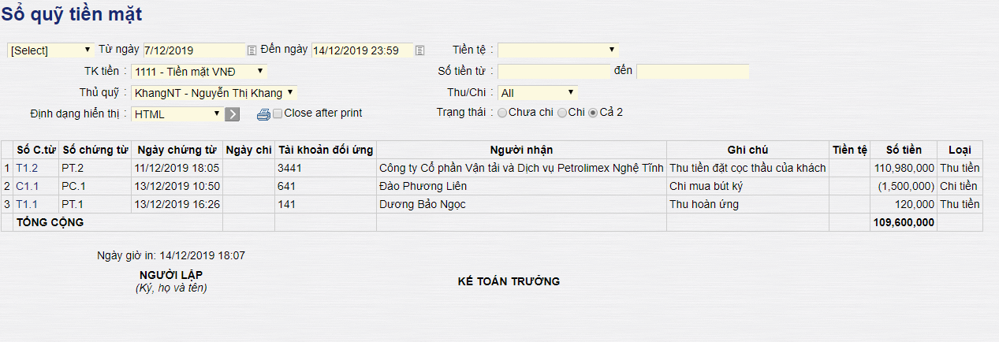 Sổ quỹ tiền mặt
[Select] Từ ngày 7/12/2019 Đến ngày 14/12/2019 23:59 Tiền tệ :
TK tiền : 1111 - Tiền mặt VNĐ Số tiền từ : đến
Thủ quỹ : KhangNT - Nguyễn Thị Khang Thu/Chi : All
Định dạng hiển thị : HTML Close after print Trạng thái : Chưa chi Chi Cả 2
Số C.từ Số chứng từ Ngày chứng từ Ngày chi Tài khoản đối ứng Người nhận Ghi chú Tiền tệ Số tiền Loại
1 T1.2 PT.2 11/12/2019 18:05 3441 Công ty Cổ phần Vận tải và Dịch vụ Petrolimex Nghệ Tĩnh Thu tiền đặt cọc thầu của khách 110,980,000 Thu tiền
2 C1.1 PC.1 13/12/2019 10:50 641 Đào Phương Liên Chi mua bút ký (1,500,000) Chi tiền
3 T1.1 PT.1 13/12/2019 16:26 141 Dương Bảo Ngọc Thu hoàn ứng 120,000 Thu tiền
TỔNG CỘNG 109,600,000
Ngày giờ in: 14/12/2019 18:07
NGƯỜI LẬP KẾ TOÁN TRƯỞNG
(Ký, họ và tên)